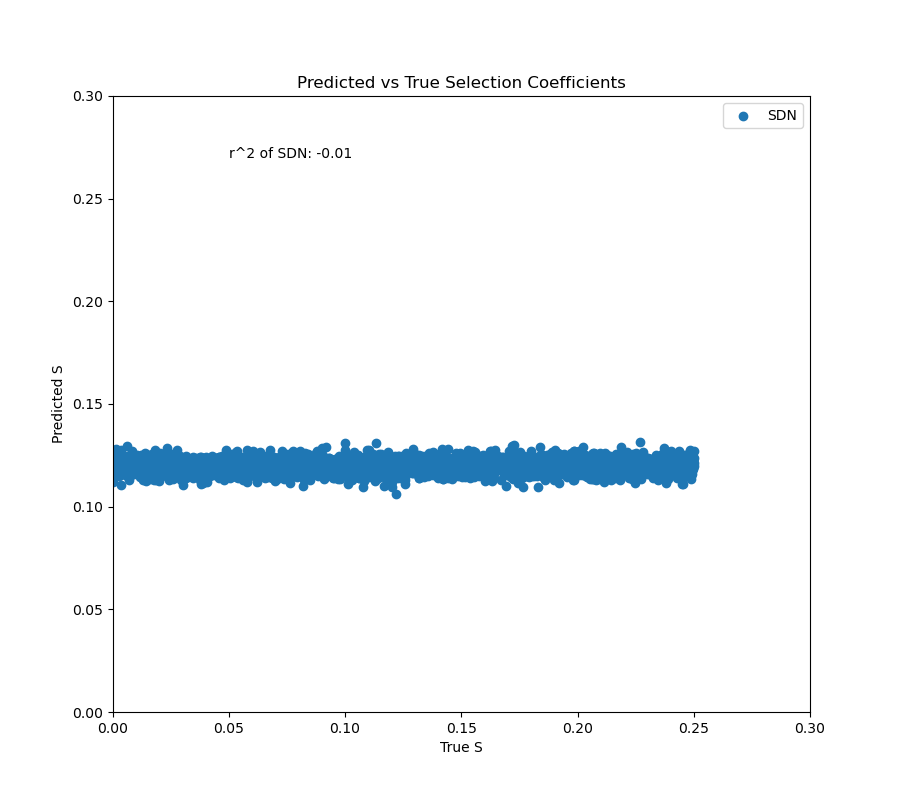 Predicted vs True Selection Coefficients
0.30
SDN
r^2 of SDN: -0.01
0.25
0.20
0.15
Predicted S
0.10
0.05
0.00
0.00 0.05 0.10 0.15 0.20 0.25 0.30
True S